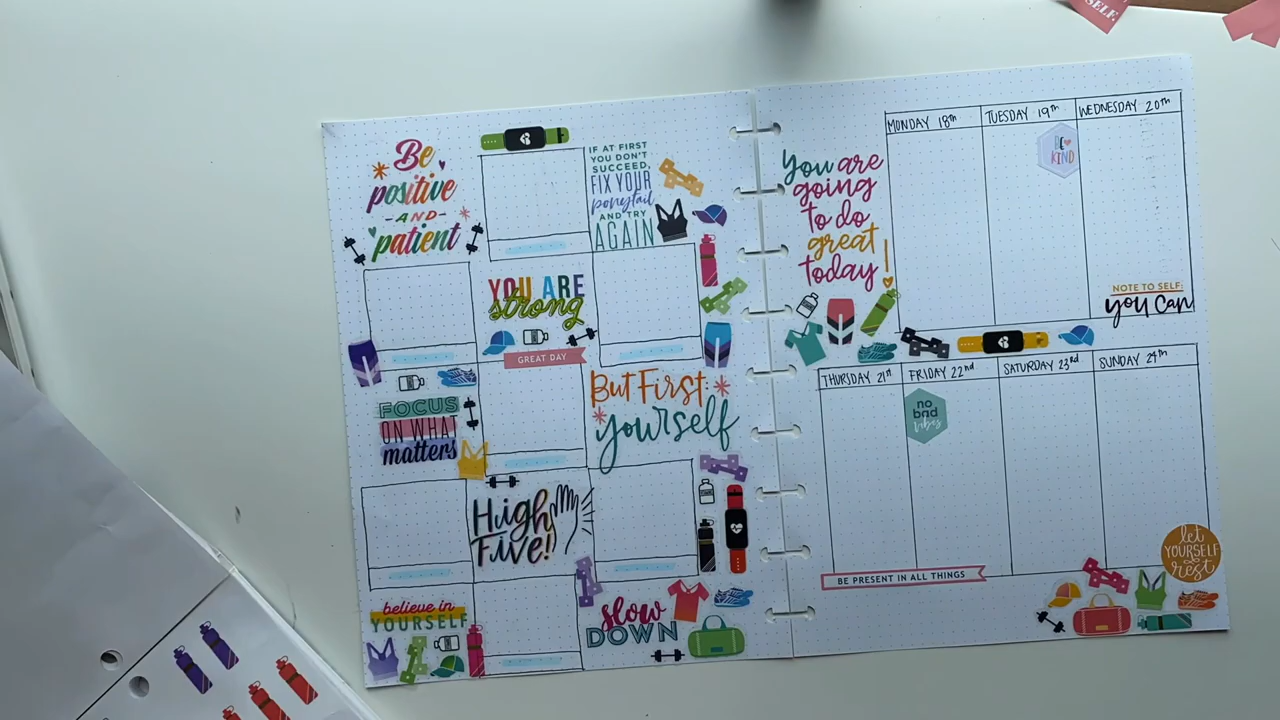 SELF.
Be
positive
-AND-
patient
IF AT FIRST
YOU DON'T
SUCCEED,
FIX YOUR
ponytail
AND TRY
AGAIN
YOU ARE
strong
GREAT DAY
FOCUS
ON WHAT
matters
But First,
yourself
High
Five!
believe in
YOURSELF
slow
DOWN
You are
going
to do
great
today!
MONDAY 18th
TUESDAY 19th
WEDNESDAY 20th
BE
KIND
NOTE TO SELF:
you can
THURSDAY 21st
FRIDAY 22nd
SATURDAY 23rd
SUNDAY 24th
no
bad
vibes
let
YOURSELF
rest
BE PRESENT IN ALL THINGS